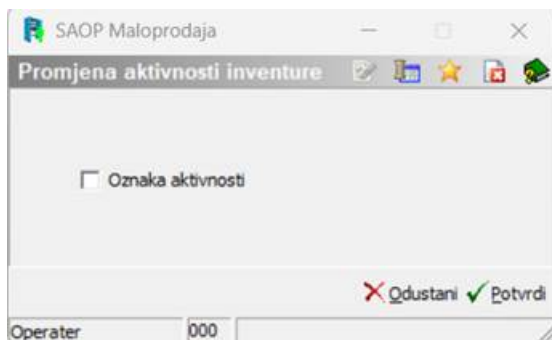 SAOP Maloprodaja
Promjena aktivnosti inventure
Oznaka aktivnosti
Odustani Potvrdi
Operater 000